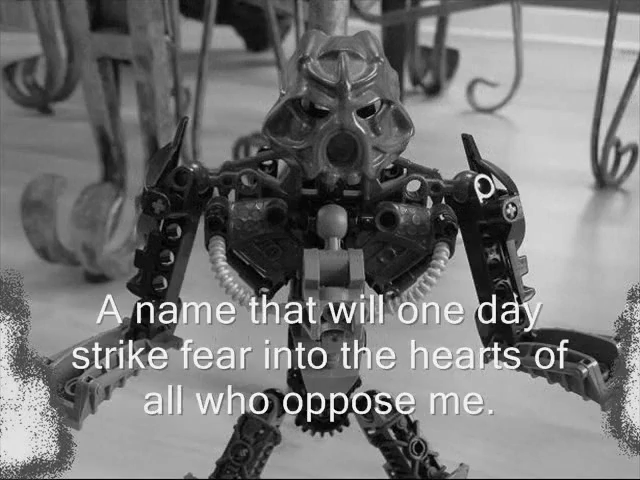 A name that will one day
strike fear into the hearts of
all who oppose me.